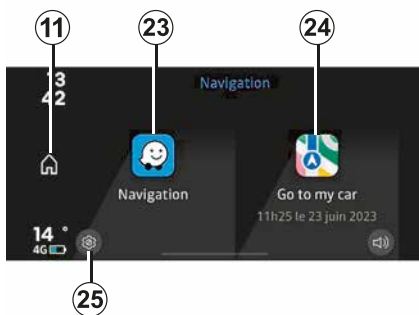 11 23 24
13
42
Navigation
Navigation
Go to my car
11h25 le 23 juin 2023
14 °
4G
25